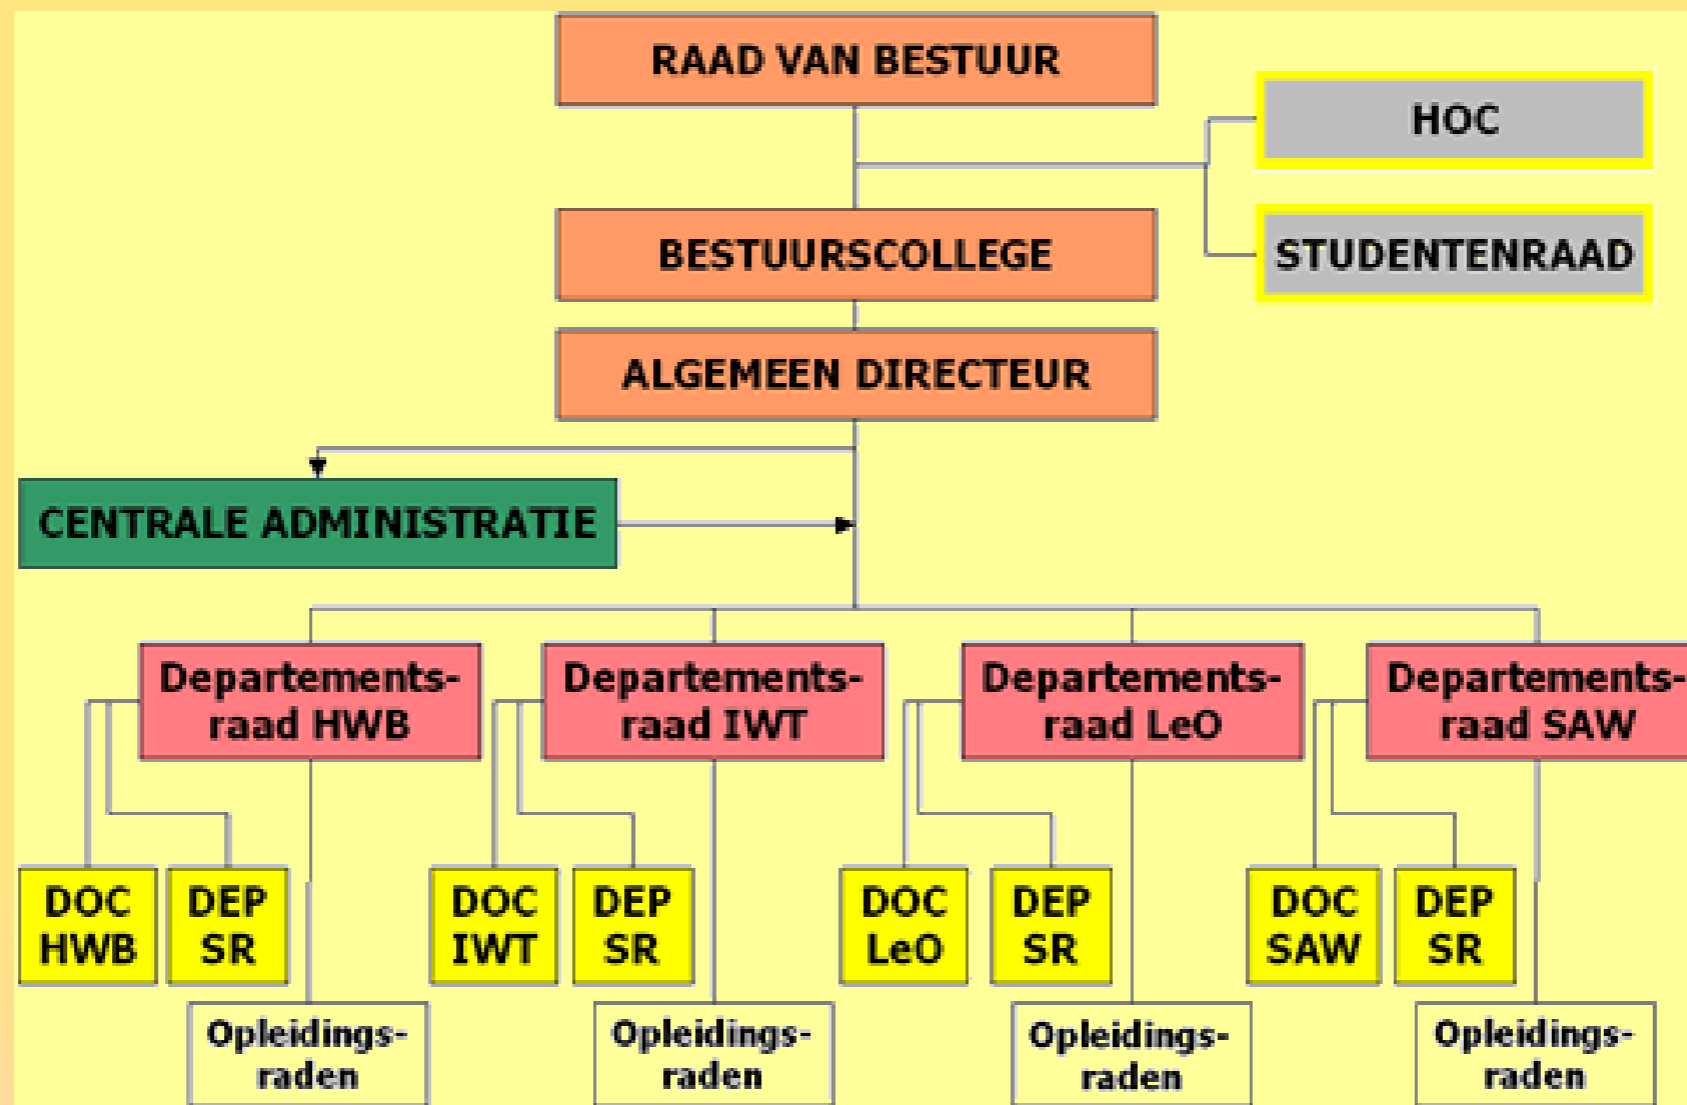 RAAD VAN BESTUUR
HOC
BESTUURSCOLLEGE
STUDENTENRAAD
ALGEMEEN DIRECTEUR
CENTRALE ADMINISTRATIE
Departements-
raad HWB
Departements-
raad IWT
Departements-
raad LeO
Departements-
raad SAW
DOC
HWB
DEP
SR
DOC
IWT
DEP
SR
DOC
LeO
DEP
SR
DOC
SAW
DEP
SR
Opleidings-
raden
Opleidings-
raden
Opleidings-
raden
Opleidings-
raden